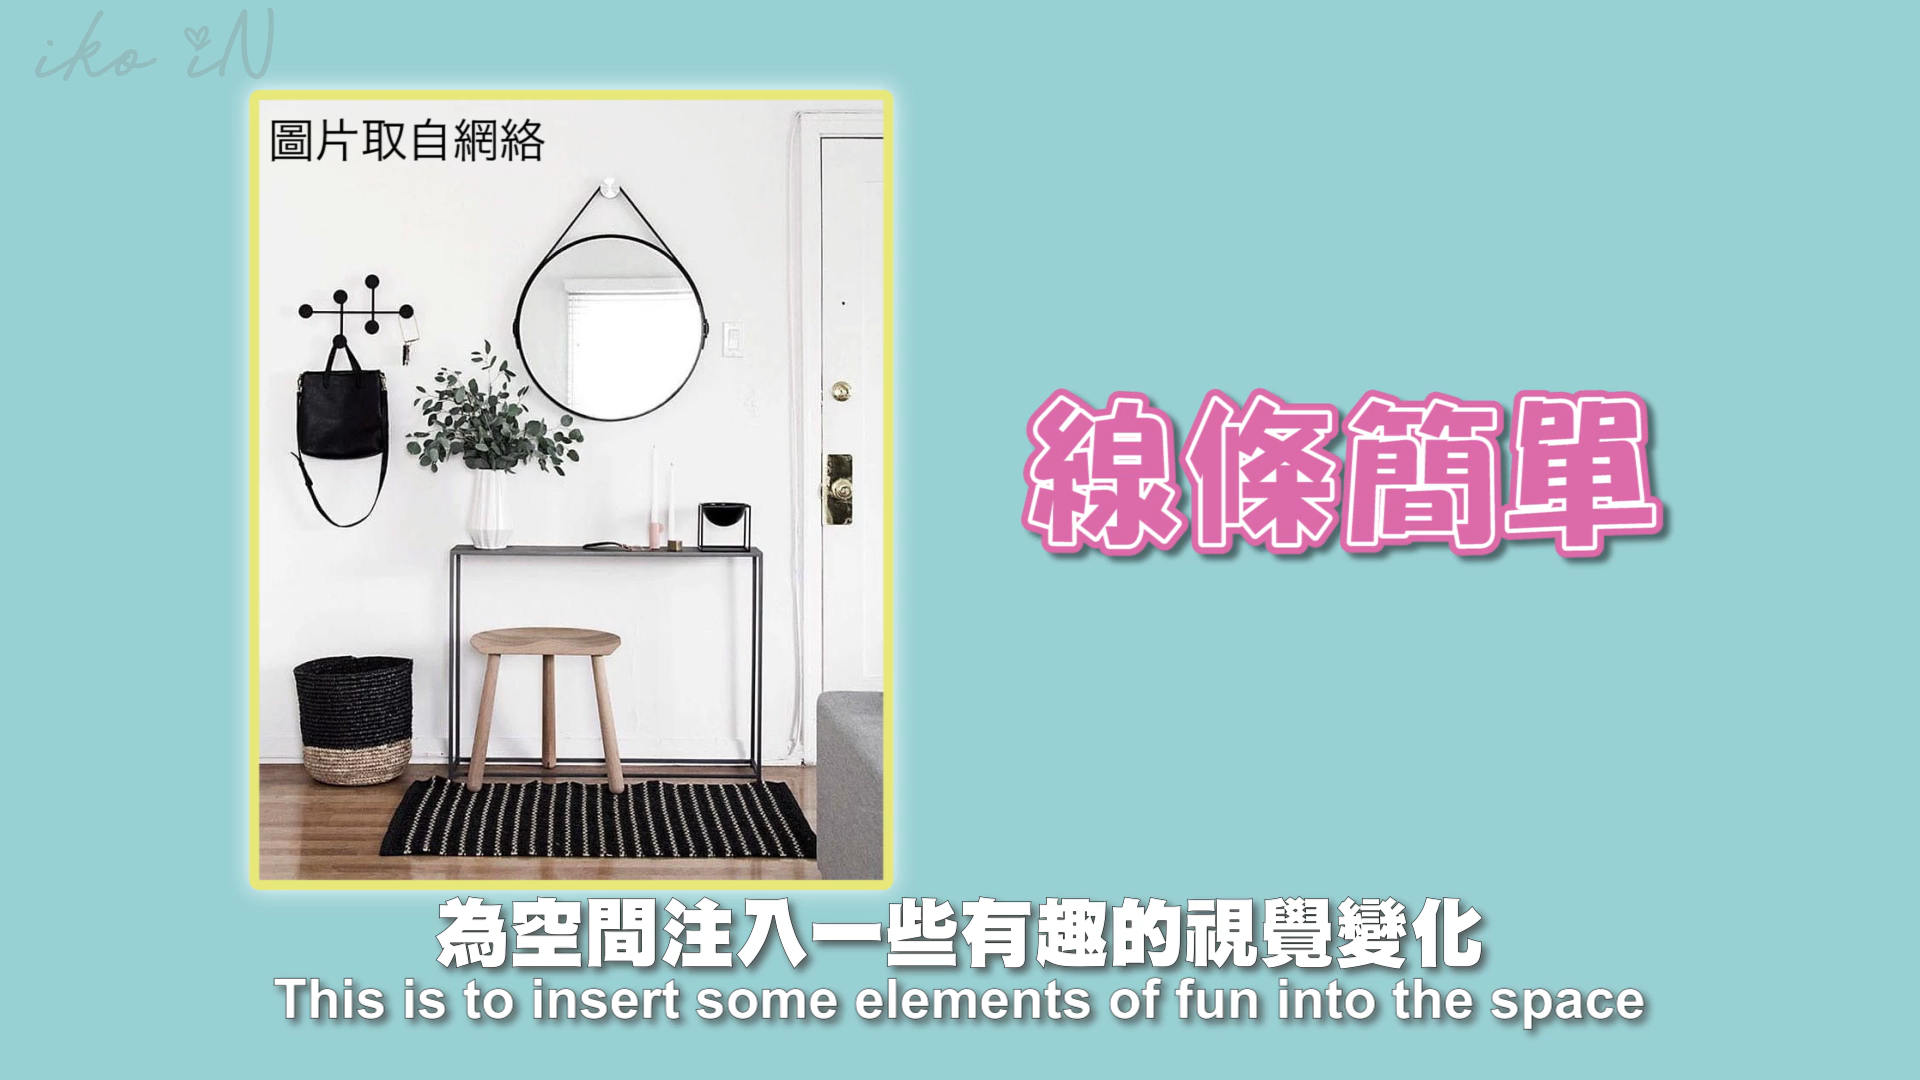 iko iN
圖片取自網絡
線條簡單
為空間注入一些有趣的視覺變化
This is to insert some elements of fun into the space